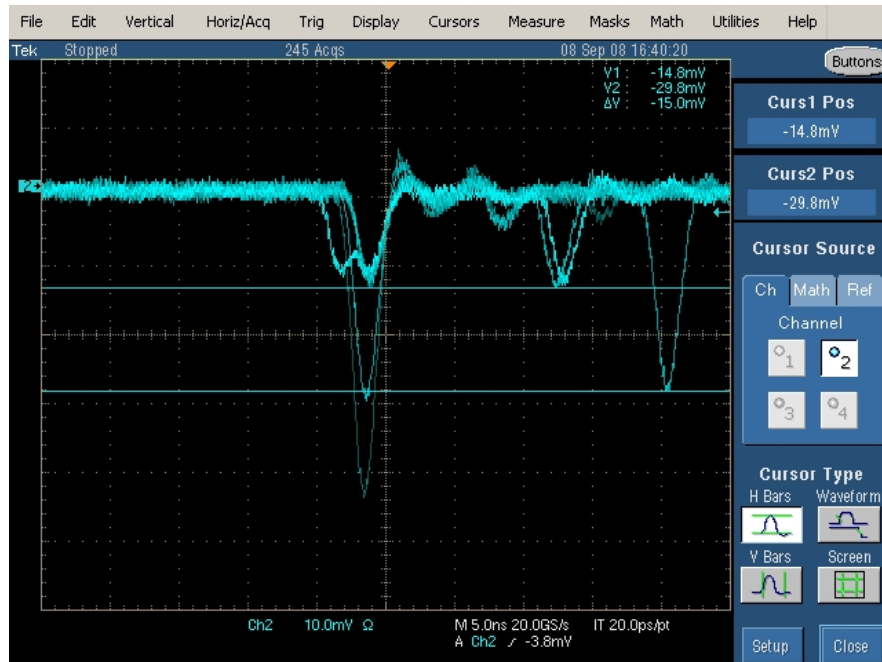 File Edit Vertical Horiz/Acq Trig Display Cursors Measure Masks Math Utilities Help
Tek Stopped 245 Acqs 08 Sep 08 16:40:20
Buttons
V1 : -14.8mV
V2 : -29.8mV
ΔV : -15.0mV
Curs1 Pos
-14.8mV
Curs2 Pos
-29.8mV
2
Cursor Source
Ch Math Ref
Channel
1 2
3 4
Cursor Type
H Bars Waveform
V Bars Screen
Ch2 10.0mV Ω M 5.0ns 20.0GS/s IT 20.0ps/pt
A Ch2 -3.8mV
Setup Close